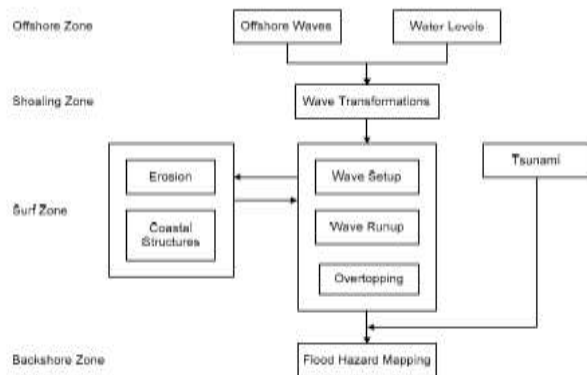 Offshore Zone
Offshore Waves
Water Levels
Shoaling Zone
Wave Transformations
Erosion
Wave Setup
Tsunami
Surf Zone
Coastal
Structures
Wave Runup
Overtopping
Backshore Zone
Flood Hazard Mapping